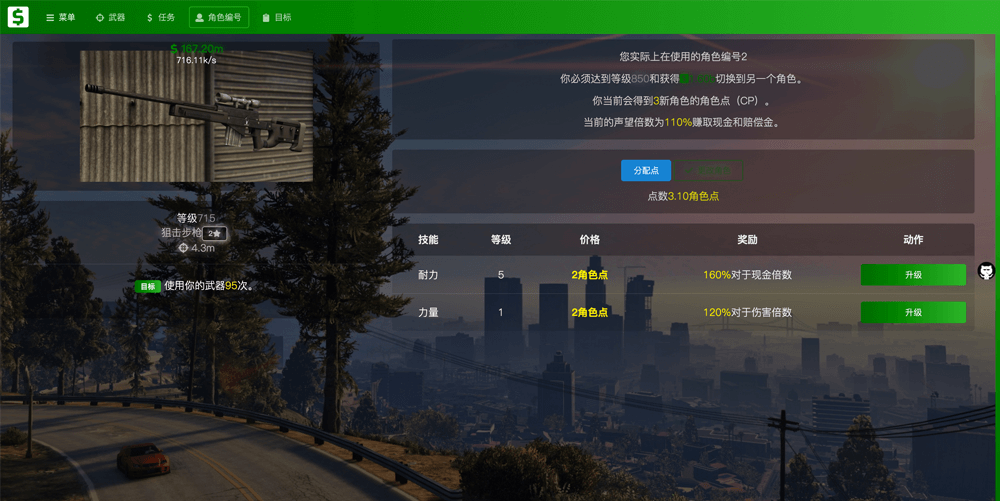 菜单 武器 任务 角色编号 目标
$ 167.20m
716.11k/s
等级715
狙击步枪 2★
4.3m
目标 使用你的武器95次。
您实际上在使用的角色编号2
你必须达到等级850和获得 切换到另一个角色。
你当前会得到3新角色的角色点（CP）。
当前的声望倍数为110%赚取现金和赔偿金。
分配点
点数3.10角色点
技能 等级 价格 奖励 动作
耐力 5 2角色点 160%对于现金倍数 升级
力量 1 2角色点 120%对于伤害倍数 升级